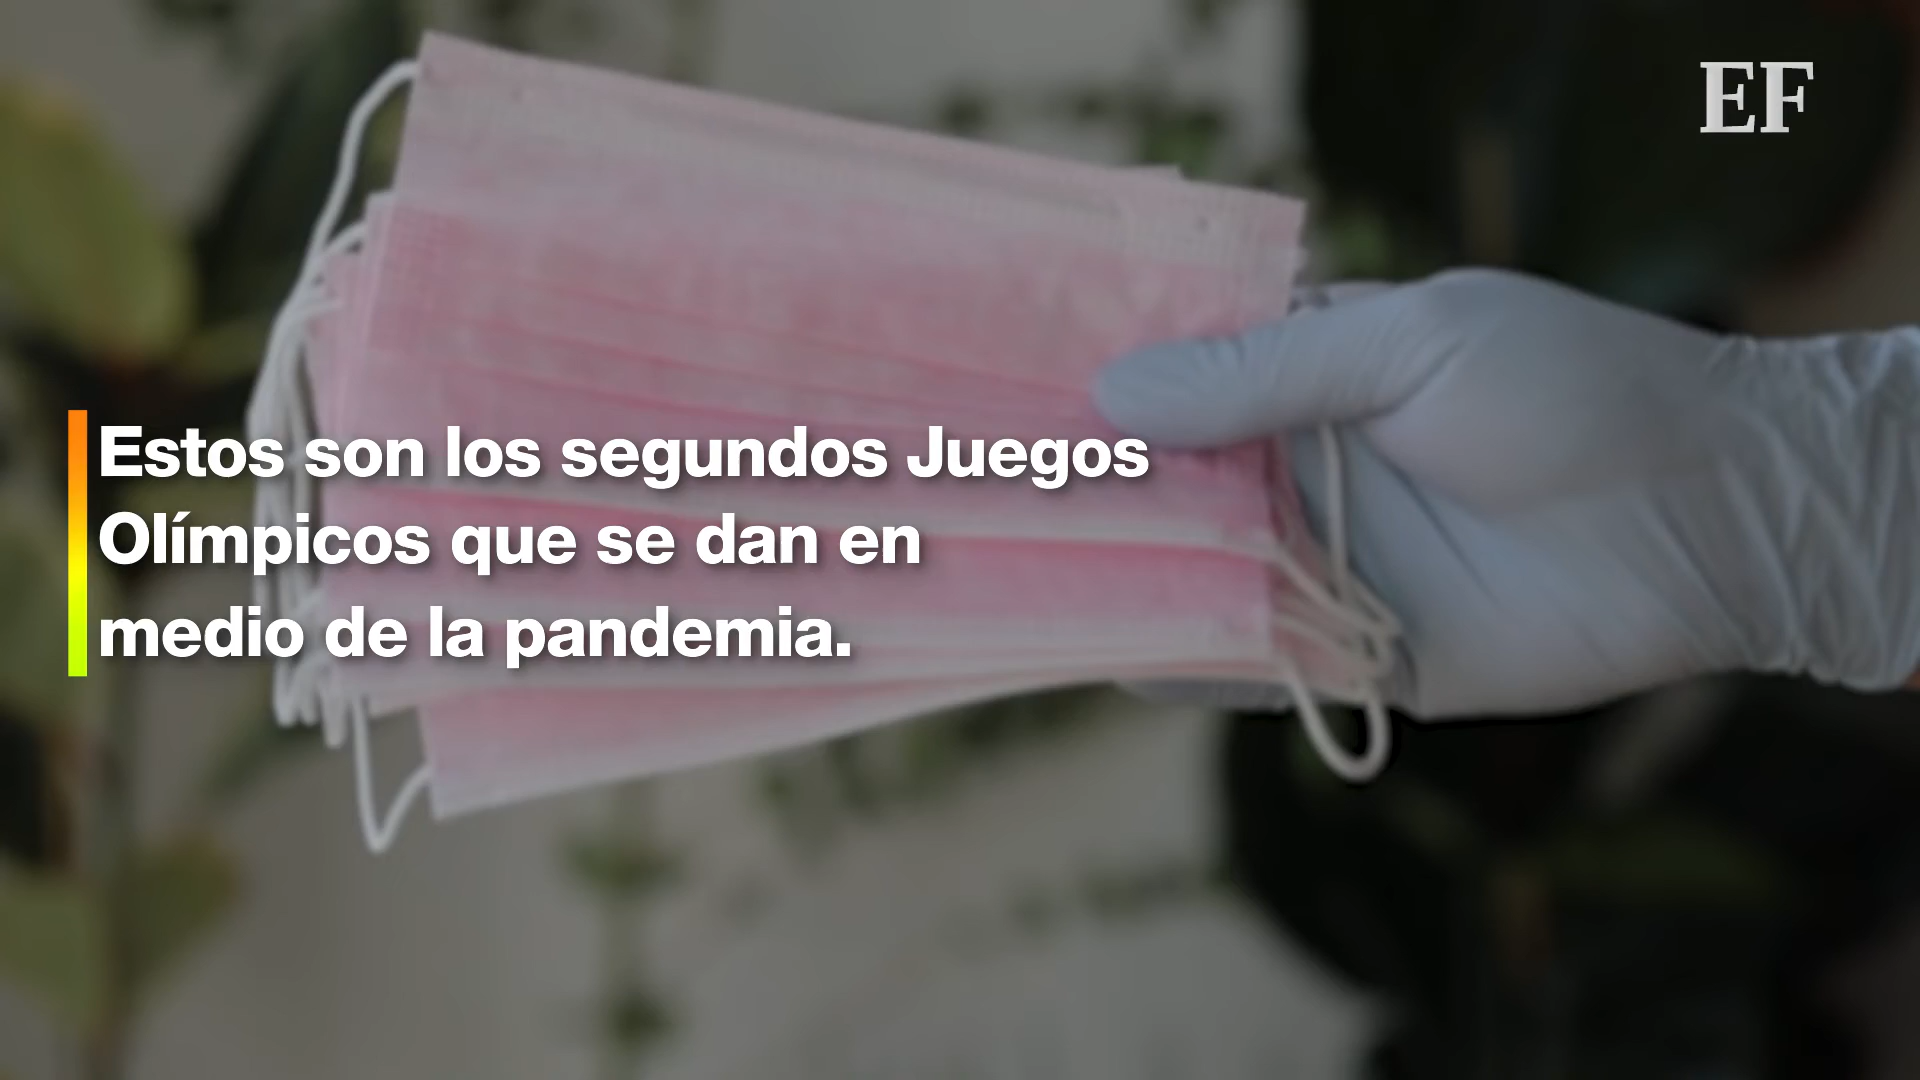 EF
Estos son los segundos Juegos
Olímpicos que se dan en
medio de la pandemia.